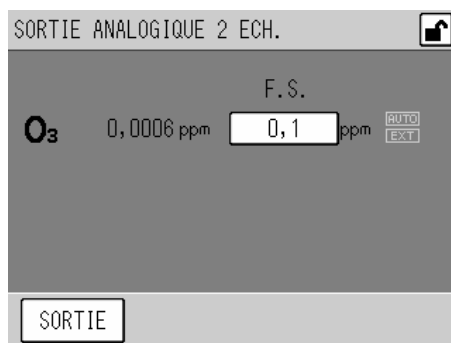 SORTIE ANALOGIQUE 2 ECH.
F.S.
O₃ 0,0006 ppm 0,1 ppm AUTO
EXT
SORTIE